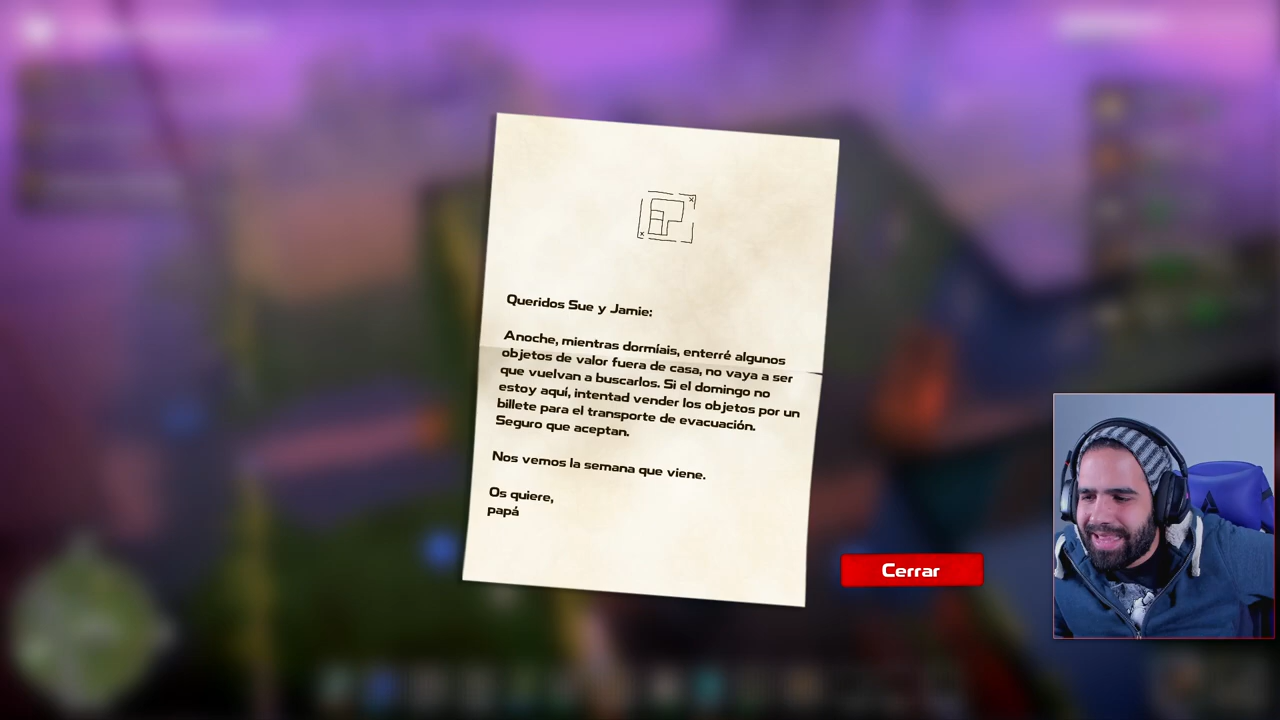 Queridos Sue y Jamie:
Anoche, mientras dormíais, enterré algunos
objetos de valor fuera de casa, no vaya a ser
que vuelvan a buscarlos. Si el domingo no
estoy aquí, intentad vender los objetos por un
billete para el transporte de evacuación.
Seguro que aceptan.
Nos vemos la semana que viene.
Os quiere,
papá
Cerrar